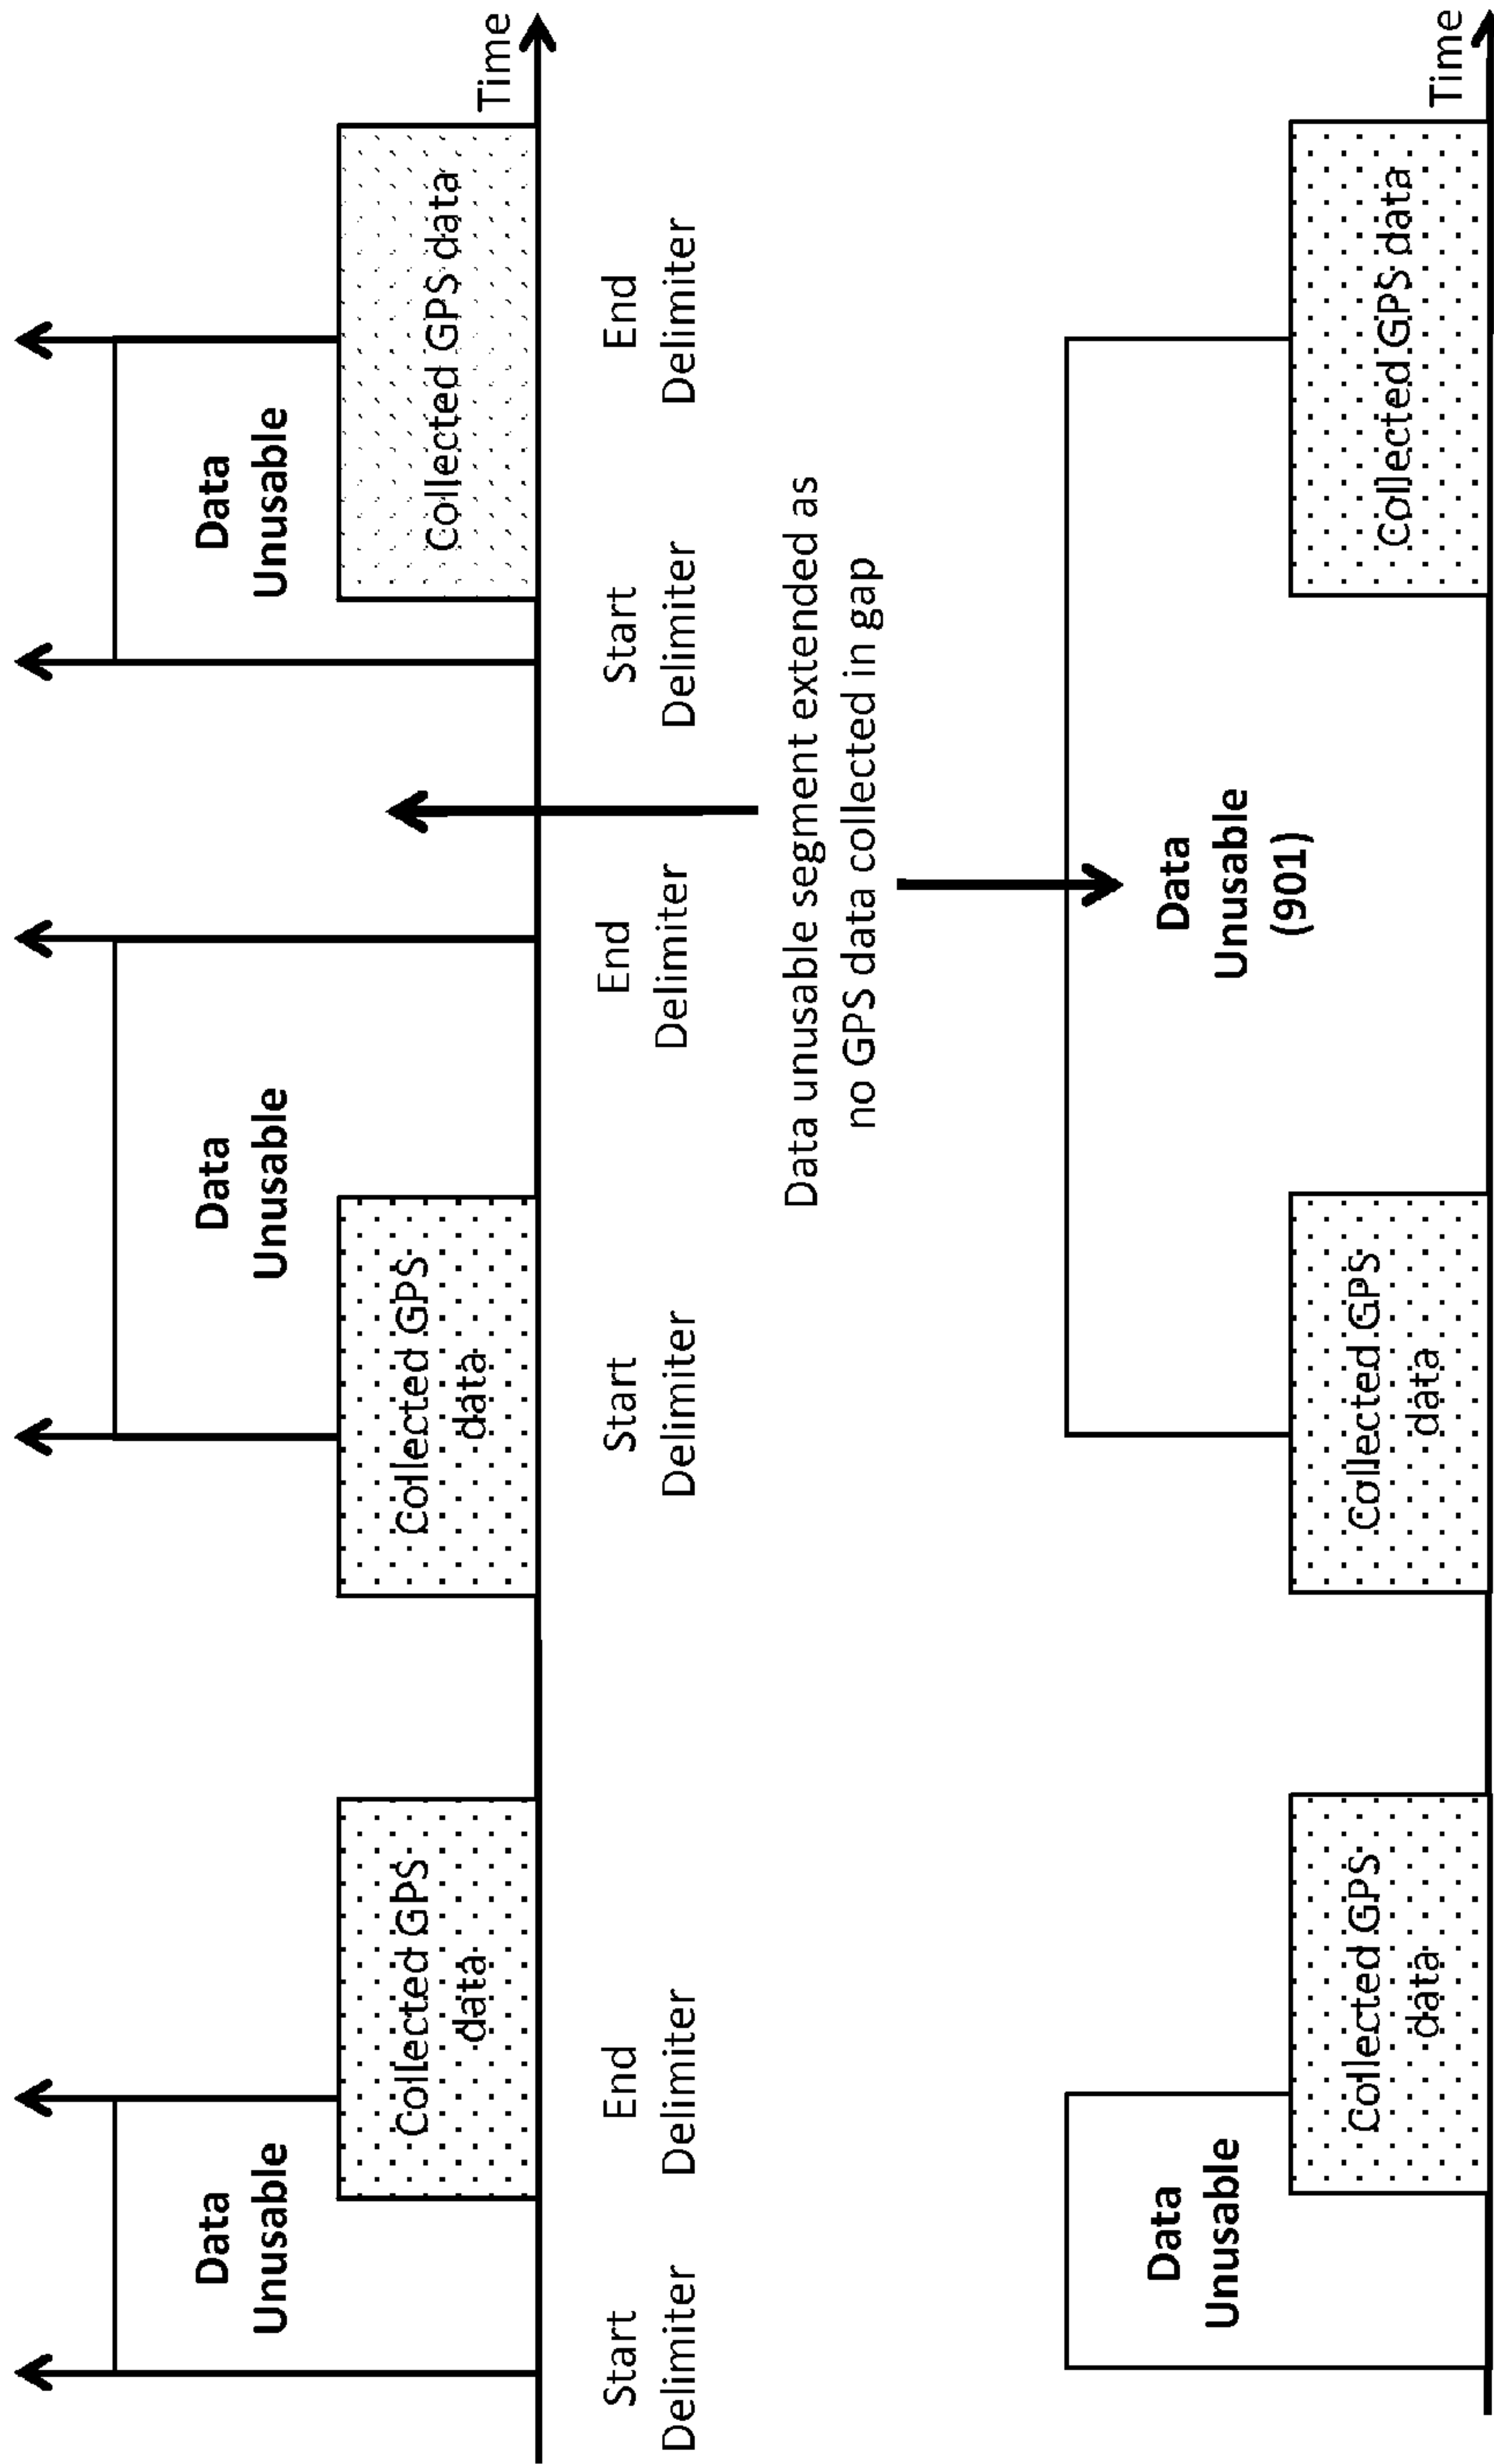 Data
Unusable
Data
Unusable
Data
Unusable
Collected GPS
data
Collected GPS
data
Collected GPS data
Time
Start
Delimiter
End
Delimiter
Start
Delimiter
End
Delimiter
Start
Delimiter
End
Delimiter
Data unusable segment extended as
no GPS data collected in gap
Data
Unusable
Data
Unusable
(901)
Collected GPS
data
Collected GPS
data
Collected GPS data
Time